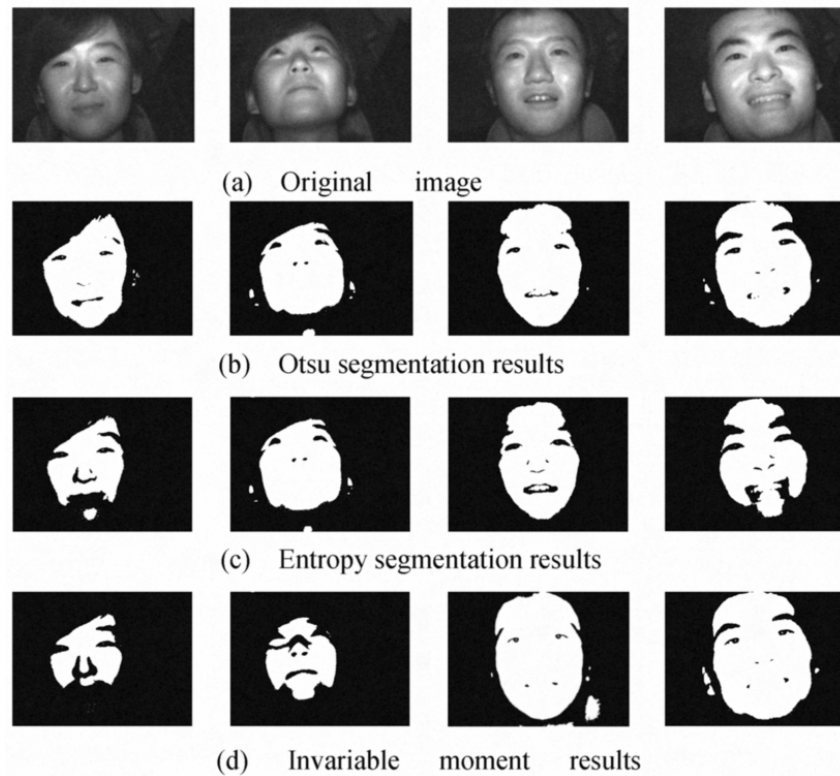 (a) Original image
(b) Otsu segmentation results
(c) Entropy segmentation results
(d) Invariable moment results